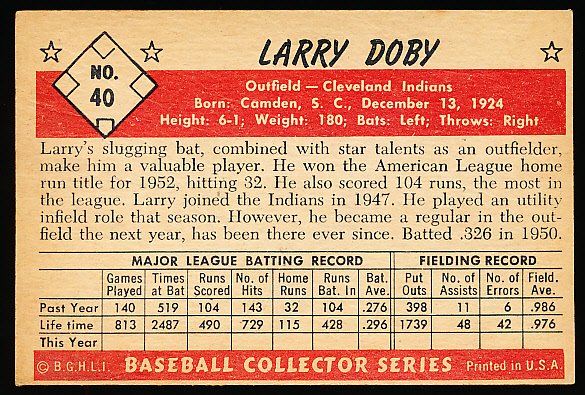 LARRY DOBY
NO.
40
Outfield — Cleveland Indians
Born: Camden, S. C., December 13, 1924
Height: 6-1; Weight: 180; Bats: Left; Throws: Right
Larry's slugging bat, combined with star talents as an outfielder,
make him a valuable player. He won the American League home
run title for 1952, hitting 32. He also scored 104 runs, the most in
the league. Larry joined the Indians in 1947. He played an utility
infield role that season. However, he became a regular in the out-
field the next year, has been there ever since. Batted .326 in 1950.
MAJOR LEAGUE BATTING RECORD FIELDING RECORD
Games Times Runs No. of Home Runs Bat. Put No. of No. of Field.
Played at Bat Scored Hits Runs Bat. In Ave. Outs Assists Errors Ave.
Past Year 140 519 104 143 32 104 .276 398 11 6 .986
Life time 813 2487 490 729 115 428 .296 1739 48 42 .976
This Year
© B.G.H.L.I. BASEBALL COLLECTOR SERIES Printed in U.S.A.